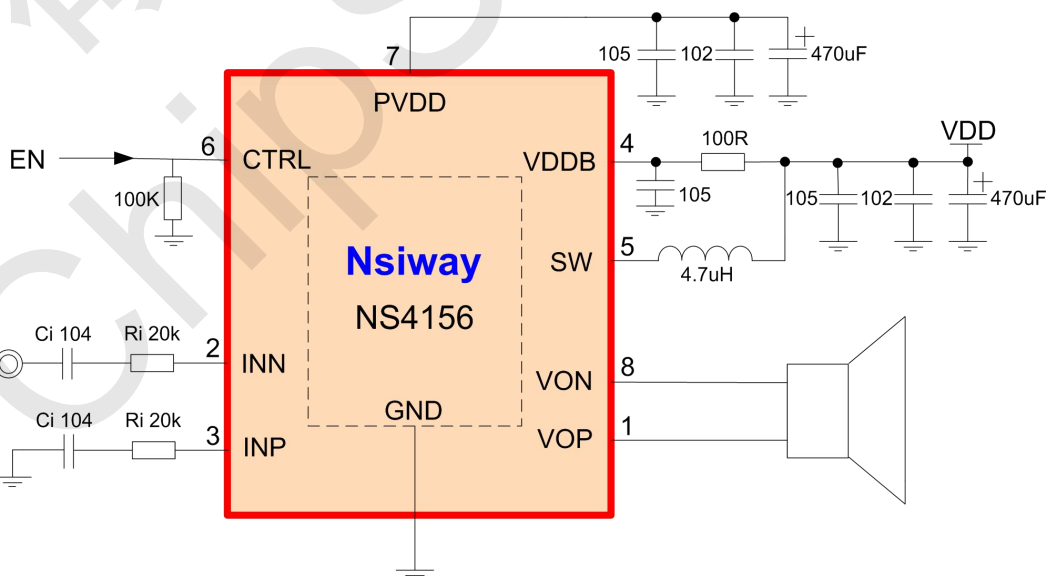 7
105
102
+
470uF
PVDD
EN
6
CTRL
100K
VDDB
4
100R
VDD
105
105
102
+
470uF
Nsiway
NS4156
SW
5
4.7uH
Ci 104
Ri 20k
2
INN
VON
8
Ci 104
Ri 20k
3
INP
GND
VOP
1